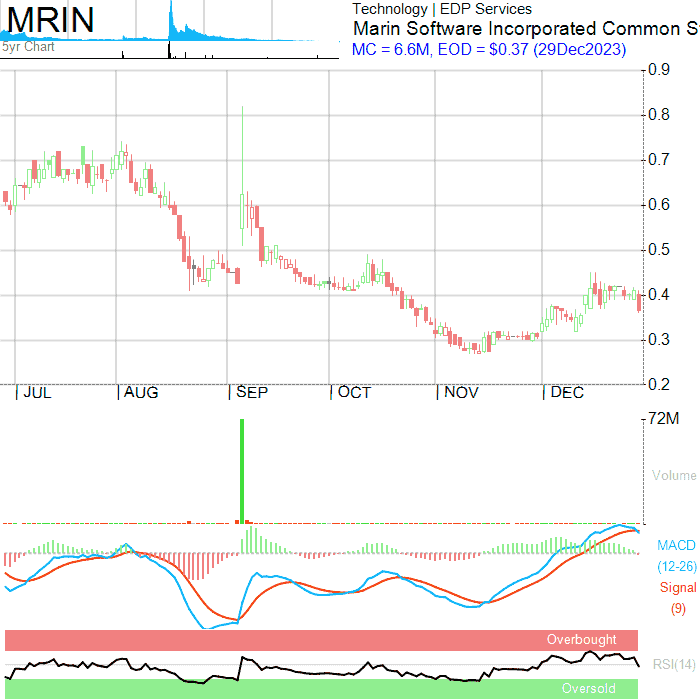 MRIN
5yr Chart
Technology | EDP Services
Marin Software Incorporated Common S
MC = 6.6M, EOD = $0.37 (29Dec2023)
0.9
0.8
0.7
0.6
0.5
0.4
0.3
0.2
JUL AUG SEP OCT NOV DEC
72M
Volume
MACD
(12-26)
Signal
(9)
Overbought
RSI(14)
Oversold